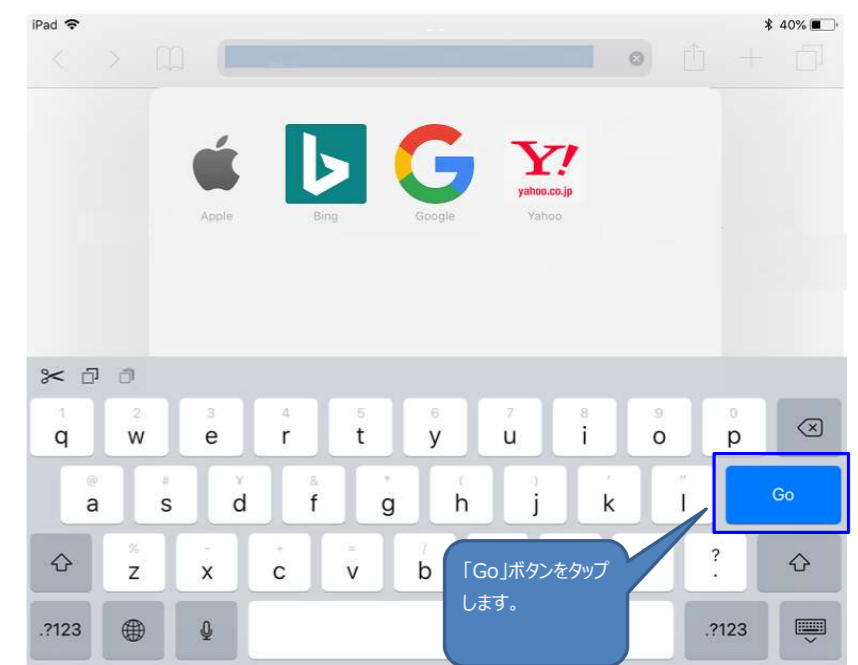 iPad
40%
Y!
yahoo.co.jp
Apple
Bing
Google
Yahoo
1 2 3 4 5 6 7 8 9 0
q w e r t y u i o p
@ # ¥ & * ( ) ' "
a s d f g h j k l Go
% - + = / ?
z x c v b .
「Go」ボタンをタップ
します。
.?123 .?123